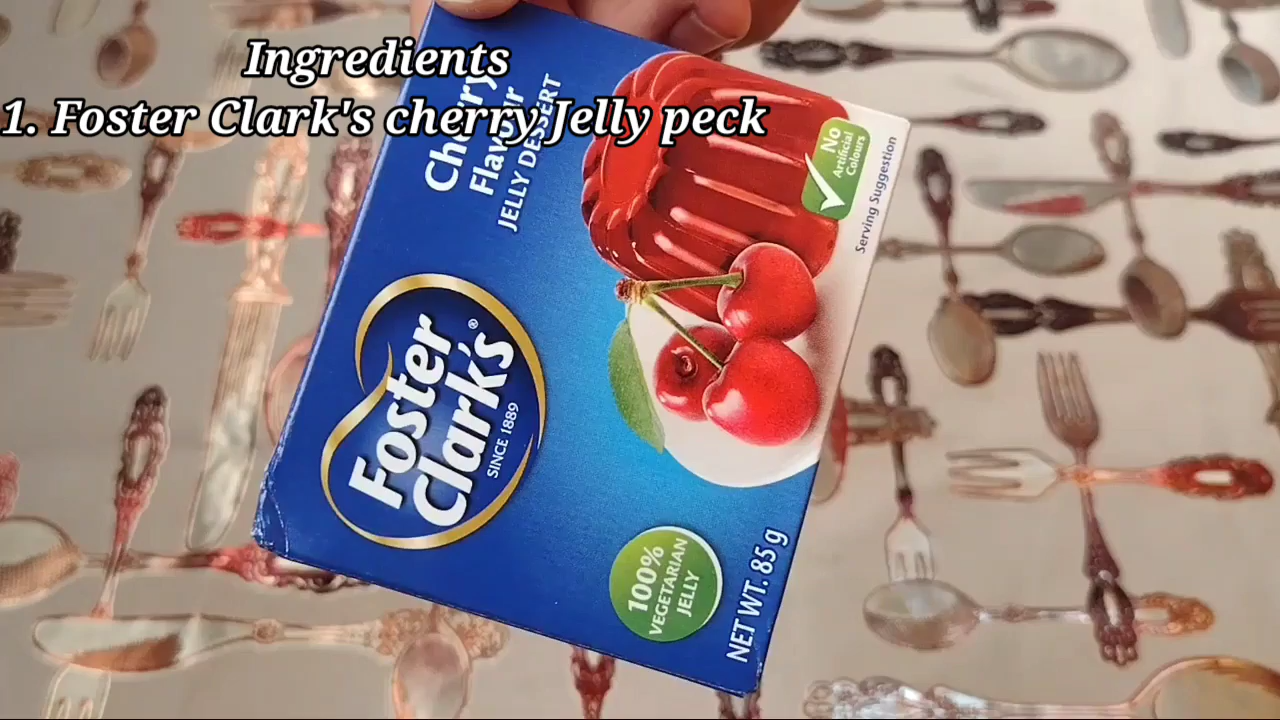 Ingredients
1. Foster Clark's cherry Jelly peck
Cherry
Flavour
JELLY DESSERT
No
Artificial
Colours
Serving Suggestion
Foster
Clark's®
SINCE 1889
100%
VEGETARIAN
JELLY
NET WT. 85 g